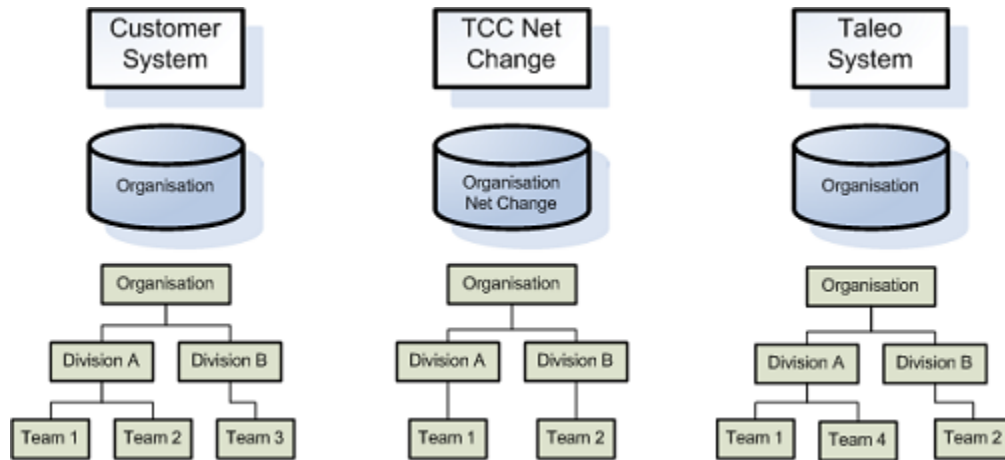 Customer
System
TCC Net
Change
Taleo
System
Organisation
Organisation
Net Change
Organisation
Organisation
Organisation
Organisation
Division A
Division B
Division A
Division B
Division A
Division B
Team 1
Team 2
Team 3
Team 1
Team 2
Team 1
Team 4
Team 2